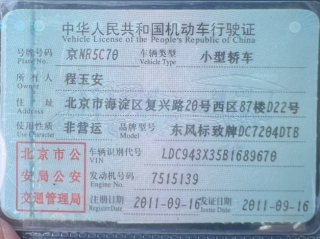 中华人民共和国机动车行驶证
Vehicle License of the People's Republic of China
号牌号码 京NR5C70 车辆类型 小型轿车
Plate No. Vehicle Type
所有人 程玉安
Owner
住址 北京市海淀区复兴路20号西区87楼D22号
Address
使用性质 非营运 品牌型号 东风标致牌DC7204DTB
Use Character Model
北京市公安局公安交通管理局
车辆识别代号 LDC943X35B1689670
VIN
发动机号码 7515139
Engine No.
注册日期 2011-09-16 发证日期 2011-09-16
Register Date Issue Date